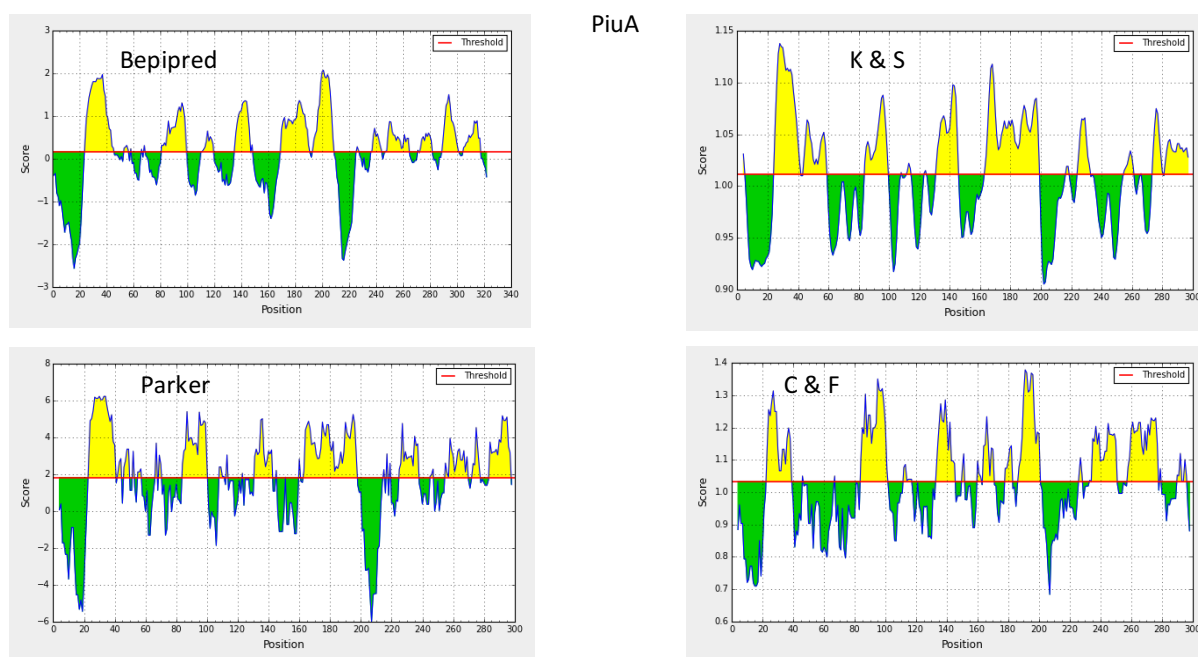 PiuA
Bepipred
Threshold
3
2
1
0
−1
−2
−3
Score
0 20 40 60 80 100 120 140 160 180 200 220 240 260 280 300 320 340
Position
K & S
Threshold
1.15
1.10
1.05
1.00
0.95
0.90
Score
0 20 40 60 80 100 120 140 160 180 200 220 240 260 280 300
Position
Parker
Threshold
8
6
4
2
0
−2
−4
−6
Score
0 20 40 60 80 100 120 140 160 180 200 220 240 260 280 300
Position
C & F
Threshold
1.4
1.3
1.2
1.1
1.0
0.9
0.8
0.7
0.6
Score
0 20 40 60 80 100 120 140 160 180 200 220 240 260 280 300
Position